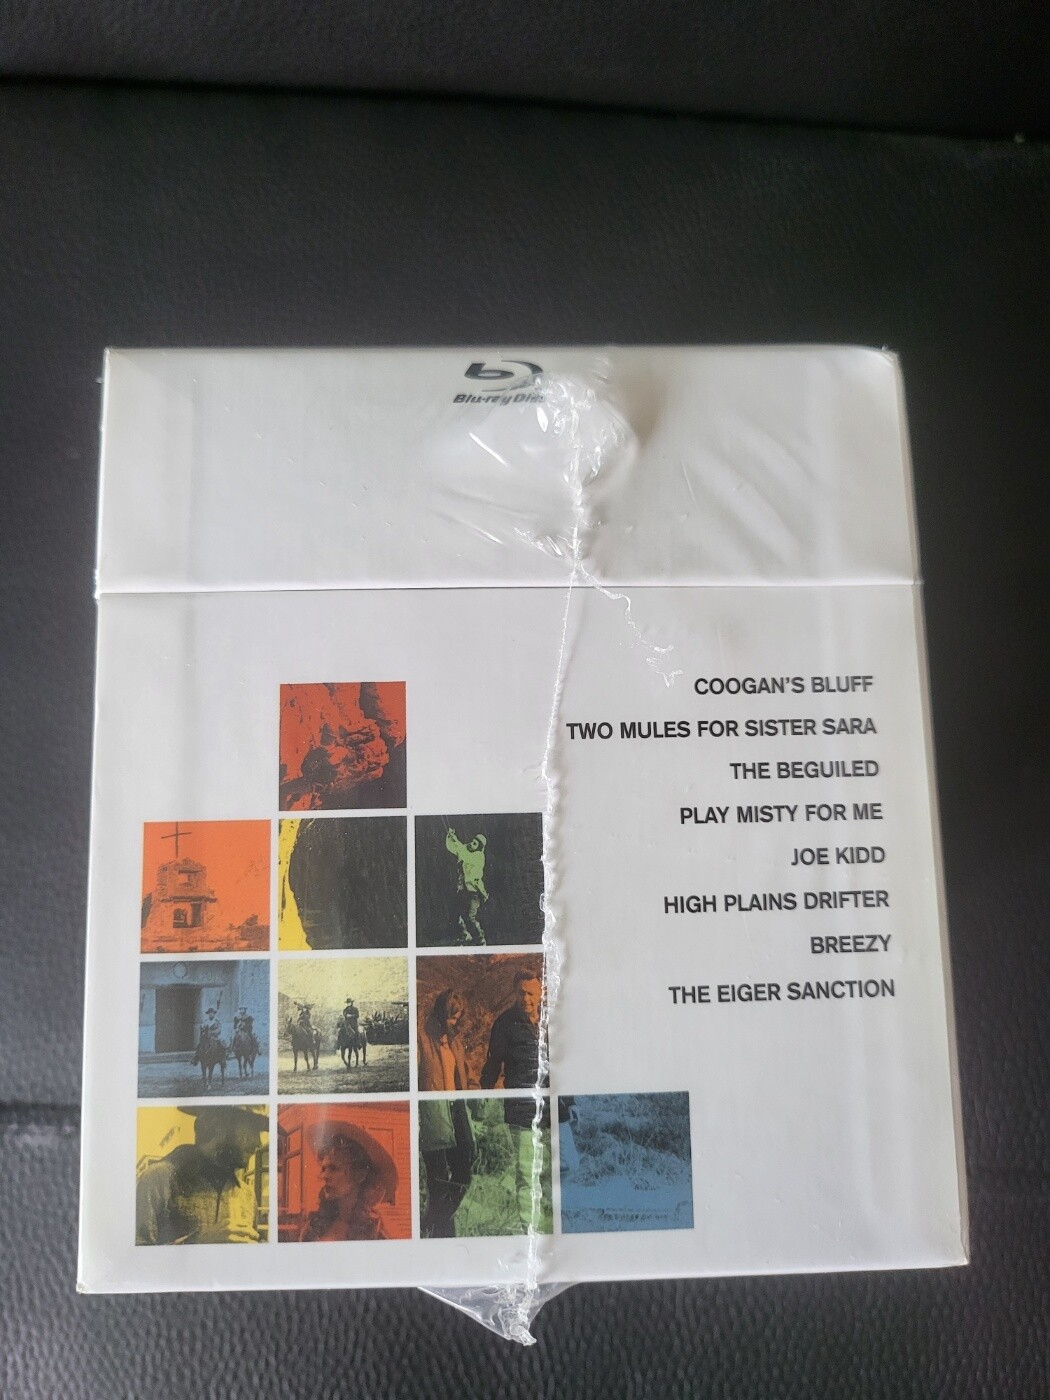 Blu-ray Disc
COOGAN'S BLUFF
TWO MULES FOR SISTER SARA
THE BEGUILED
PLAY MISTY FOR ME
JOE KIDD
HIGH PLAINS DRIFTER
BREEZY
THE EIGER SANCTION